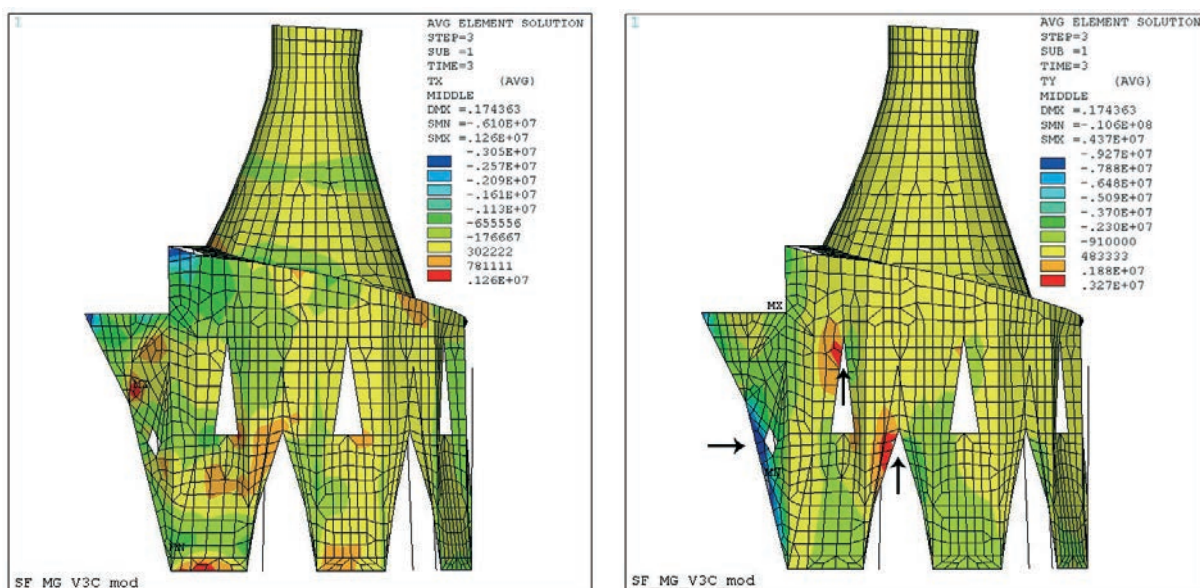 1
AVG ELEMENT SOLUTION
STEP=3
SUB =1
TIME=3
TX (AVG)
MIDDLE
DMX =.174363
SMN =-.610E+07
SMX =.126E+07
-.305E+07
-.257E+07
-.209E+07
-.161E+07
-.113E+07
-655556
-176667
302222
781111
.126E+07
MX
MN
SF MG V3C mod
1
AVG ELEMENT SOLUTION
STEP=3
SUB =1
TIME=3
TY (AVG)
MIDDLE
DMX =.174363
SMN =-.106E+08
SMX =.437E+07
-.927E+07
-.788E+07
-.648E+07
-.509E+07
-.370E+07
-.230E+07
-910000
483333
.188E+07
.327E+07
MX
MN
SF MG V3C mod